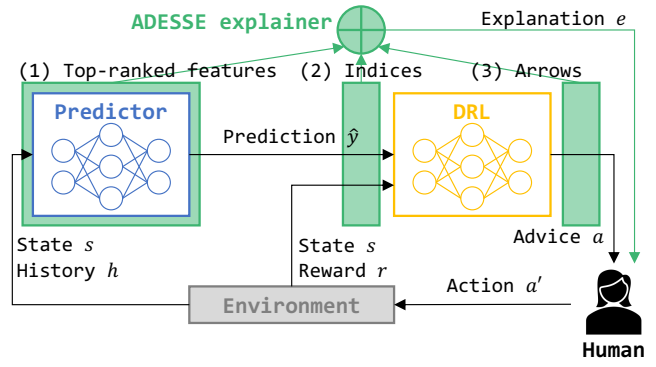 ADESSE explainer
Explanation e
(1) Top-ranked features
(2) Indices
(3) Arrows
Predictor
Prediction ŷ
DRL
State s
History h
State s
Reward r
Advice a
Environment
Action a′
Human